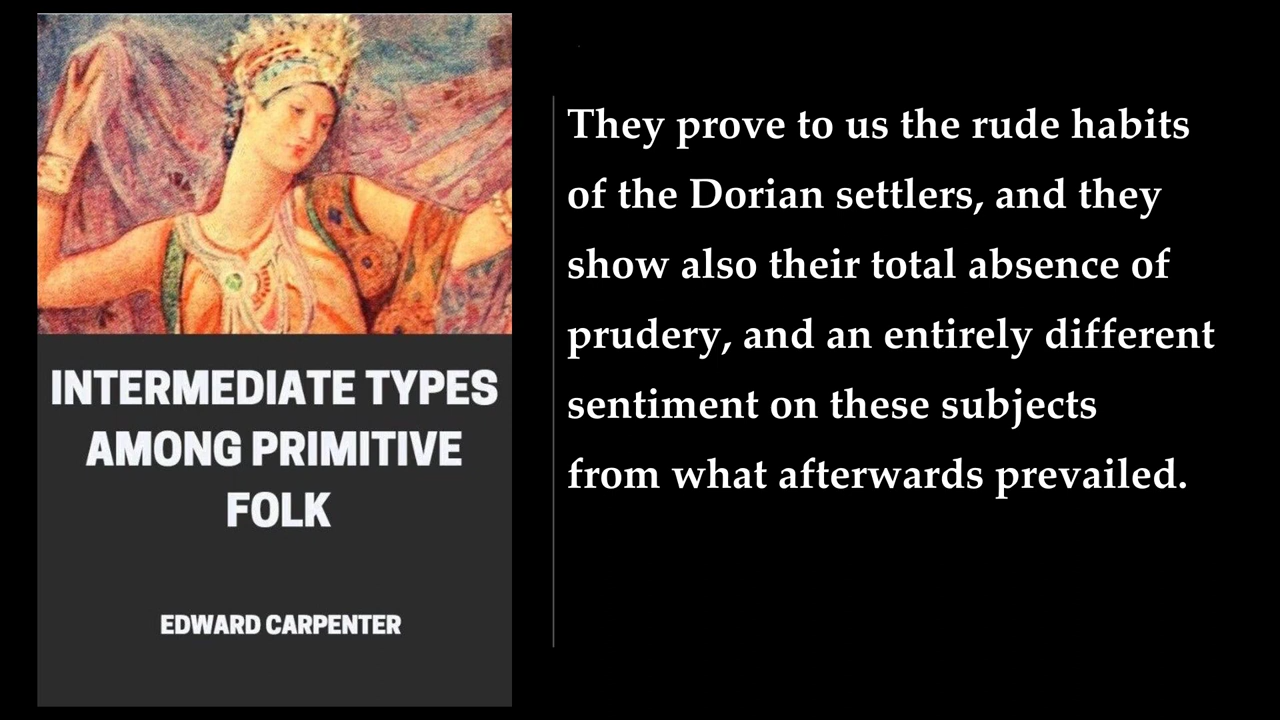 INTERMEDIATE TYPES
AMONG PRIMITIVE
FOLK
EDWARD CARPENTER
They prove to us the rude habits
of the Dorian settlers, and they
show also their total absence of
prudery, and an entirely different
sentiment on these subjects
from what afterwards prevailed.